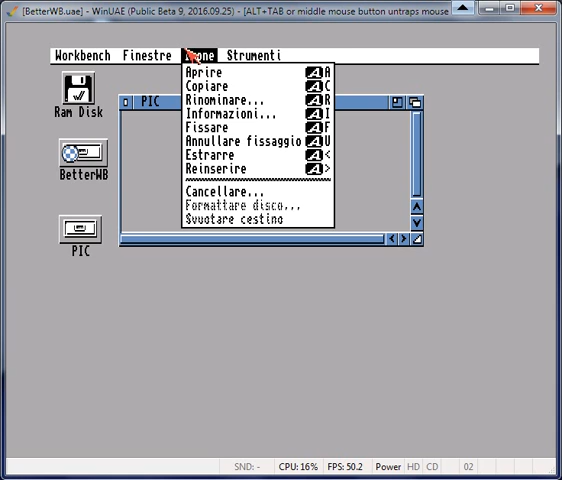 [BetterWB.uae] - WinUAE (Public Beta 9, 2016.09.25) - [ALT+TAB or middle mouse button untraps mouse
Workbench Finestre Strumenti
Ram Disk
BetterWB
PIC
PIC
Aprire A
Copiare C
Rinominare... R
Informazioni... I
Fissare F
Annullare fissaggio U
Estrarre <
Reinserire >
Cancellare...
Formattare disco...
Svuotare cestino
SND: - CPU: 16% FPS: 50.2 Power HD CD 02